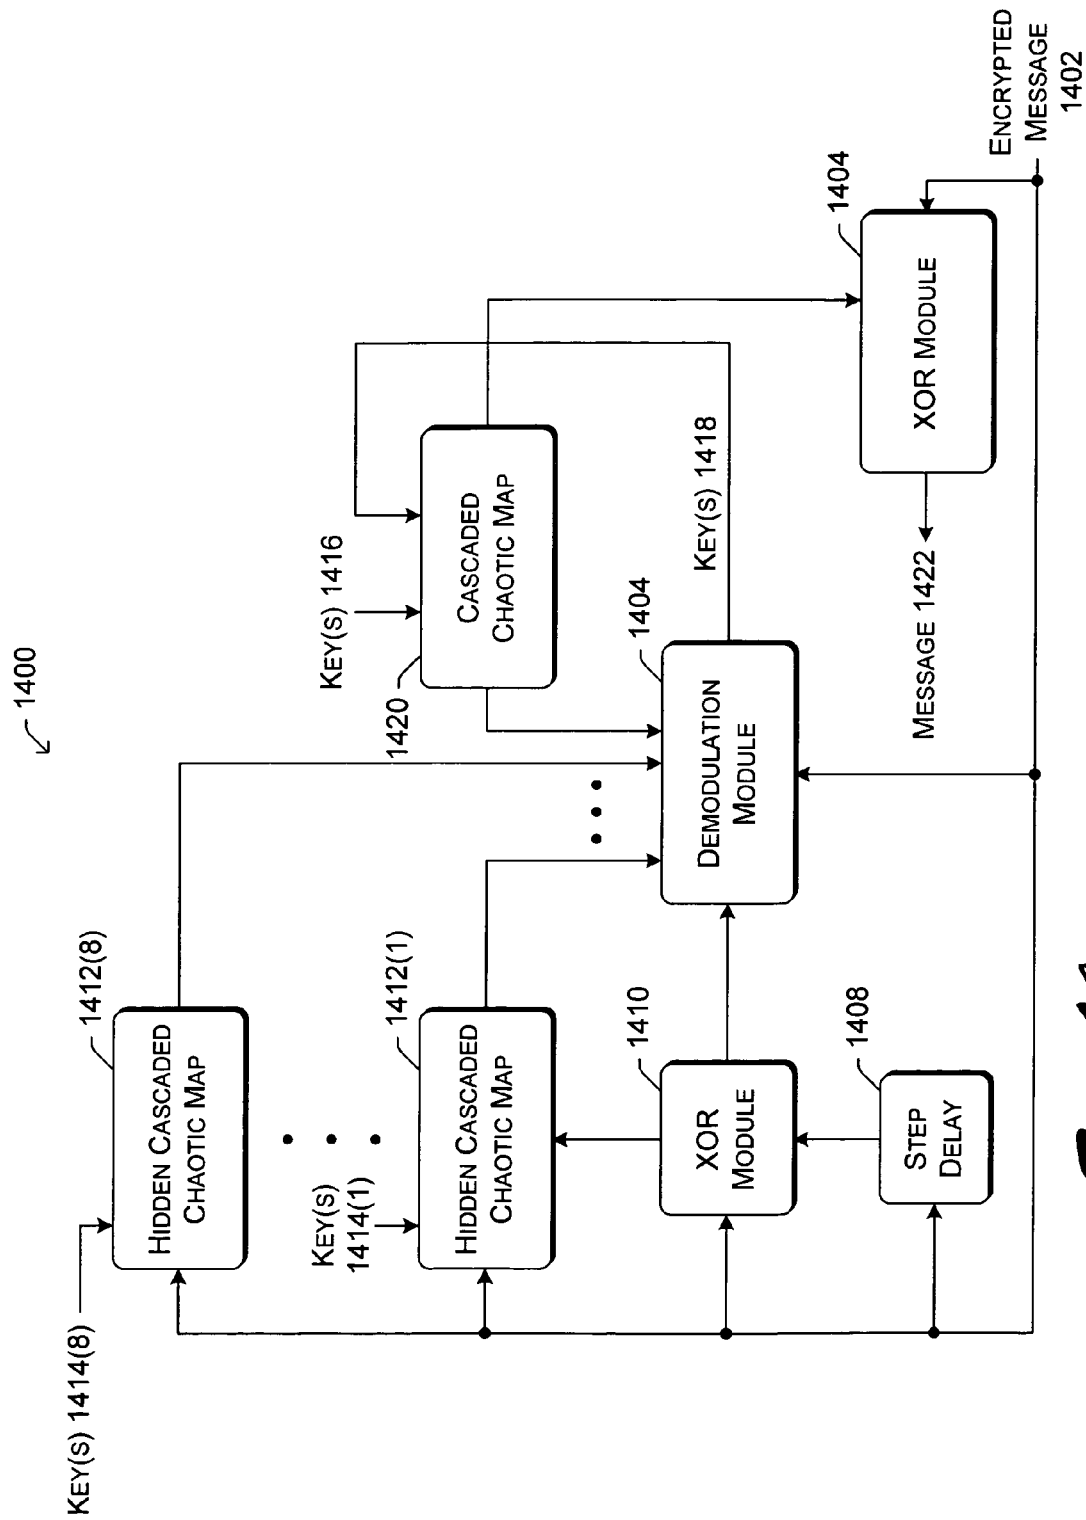 1400
KEY(S) 1414(8)
HIDDEN CASCADED
CHAOTIC MAP
1412(8)
KEY(S)
1414(1)
HIDDEN CASCADED
CHAOTIC MAP
1412(1)
XOR
MODULE
1410
STEP
DELAY
1408
KEY(S) 1416
CASCADED
CHAOTIC MAP
1420
DEMODULATION
MODULE
1404
KEY(S) 1418
XOR MODULE
1404
MESSAGE 1422
ENCRYPTED
MESSAGE
1402